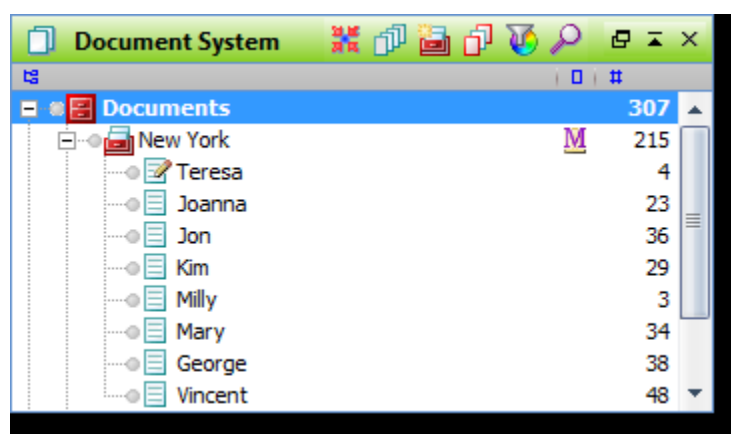 Document System
#
Documents 307
New York M 215
Teresa 4
Joanna 23
Jon 36
Kim 29
Milly 3
Mary 34
George 38
Vincent 48